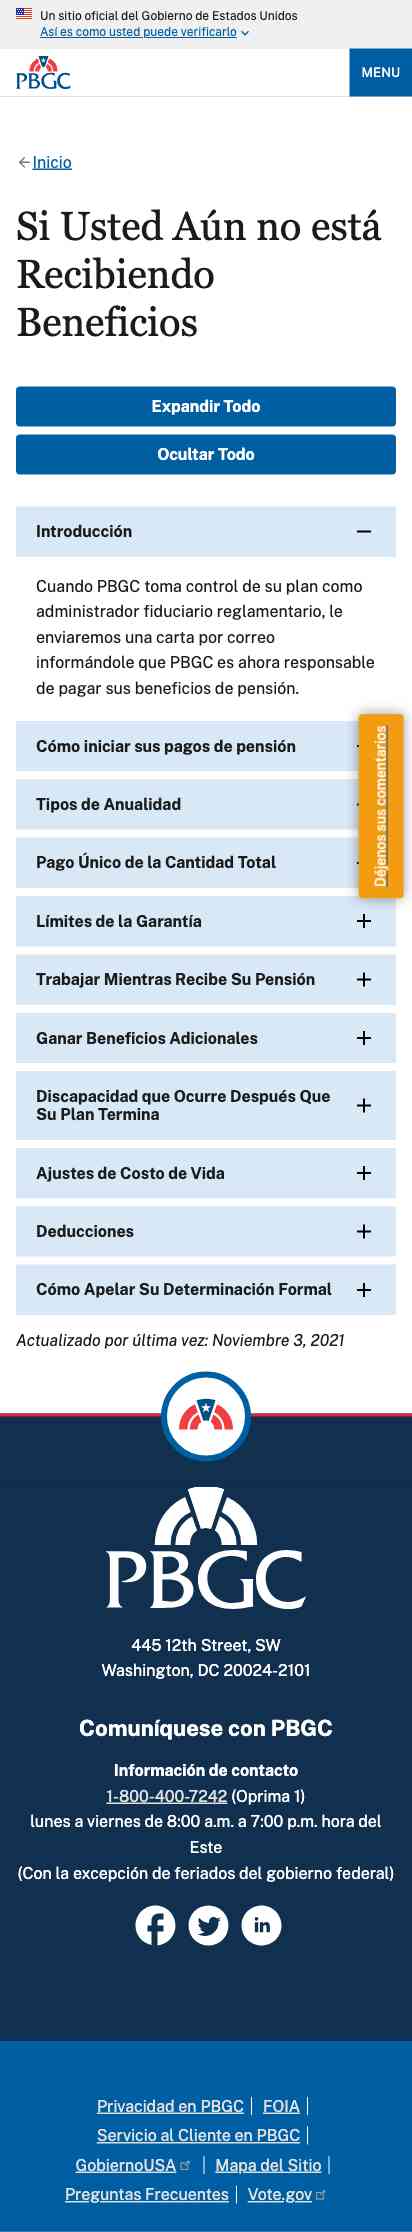 Un sitio oficial del Gobierno de Estados Unidos
Así es como usted puede verificarlo
PBGC
MENU
Inicio
Si Usted Aún no está
Recibiendo
Beneficios
Expandir Todo
Ocultar Todo
Introducción
Cuando PBGC toma control de su plan como
administrador fiduciario reglamentario, le
enviaremos una carta por correo
informándole que PBGC es ahora responsable
de pagar sus beneficios de pensión.
Cómo iniciar sus pagos de pensión
Déjenos sus comentarios
Tipos de Anualidad
Pago Único de la Cantidad Total
Límites de la Garantía
Trabajar Mientras Recibe Su Pensión
Ganar Beneficios Adicionales
Discapacidad que Ocurre Después Que
Su Plan Termina
Ajustes de Costo de Vida
Deducciones
Cómo Apelar Su Determinación Formal
Actualizado por última vez: Noviembre 3, 2021
PBGC
445 12th Street, SW
Washington, DC 20024-2101
Comuníquese con PBGC
Información de contacto
1-800-400-7242 (Oprima 1)
lunes a viernes de 8:00 a.m. a 7:00 p.m. hora del
Este
(Con la excepción de feriados del gobierno federal)
Privacidad en PBGC | FOIA |
Servicio al Cliente en PBGC |
GobiernoUSA | Mapa del Sitio |
Preguntas Frecuentes | Vote.gov